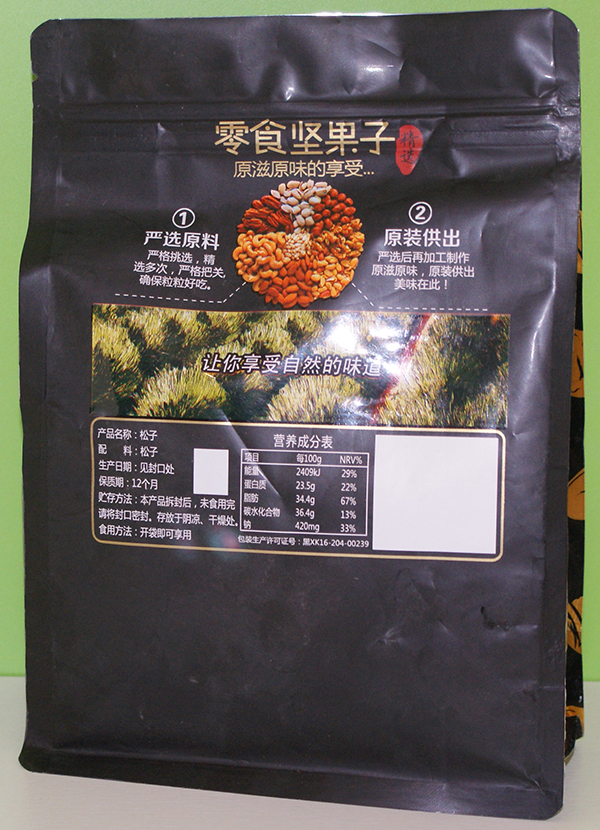 零食坚果子
精选
原滋原味的享受...
①
严选原料
严格挑选，精
选多次，严格把关，
确保粒粒好吃。
②
原装供出
严选后再加工制作
原滋原味，原装供出
美味在此！
让你享受自然的味道
产品名称：松子
配 料：松子
生产日期：见封口处
保质期：12个月
贮存方法：本产品拆封后，未食用完
请将封口密封。存放于阴凉、干燥处。
食用方法：开袋即可享用
营养成分表
项目 每100g NRV%
能量 2409kJ 29%
蛋白质 23.5g 22%
脂肪 34.4g 67%
碳水化合物 36.4g 13%
钠 420mg 33%
包装生产许可证号：黑XK16-204-00239